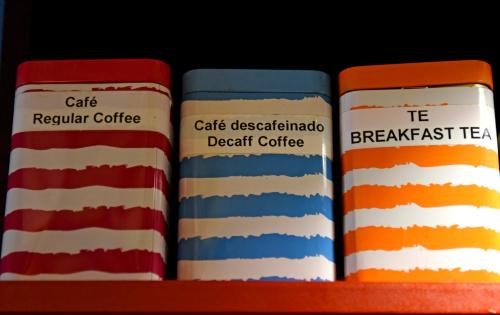 Café
Regular Coffee
Café descafeinado
Decaff Coffee
TE
BREAKFAST TEA